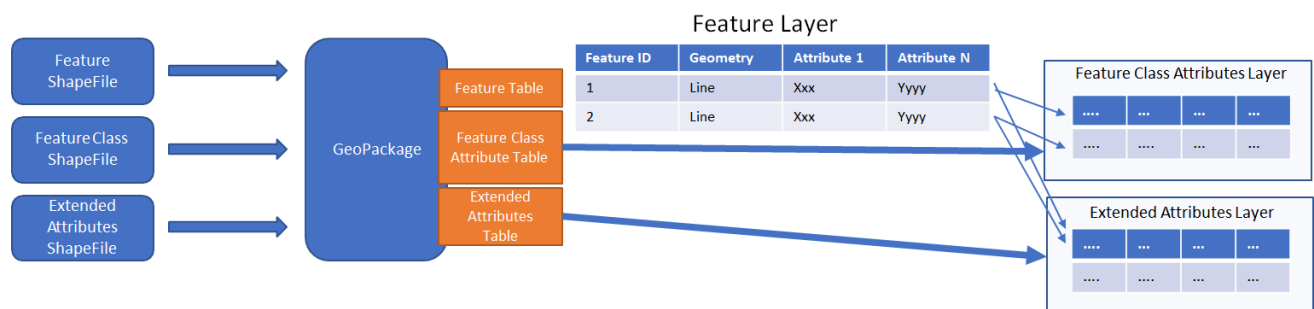 Feature
ShapeFile
Feature Class
ShapeFile
Extended
Attributes
ShapeFile
GeoPackage
Feature Table
Feature Class
Attribute Table
Extended
Attributes
Table
Feature Layer
Feature ID Geometry Attribute 1 Attribute N
1 Line Xxx Yyyy
2 Line Xxx Yyyy
Feature Class Attributes Layer
.... ... ... ...
.... .... ... ...
Extended Attributes Layer
.... ... ... ...
.... .... ... ...